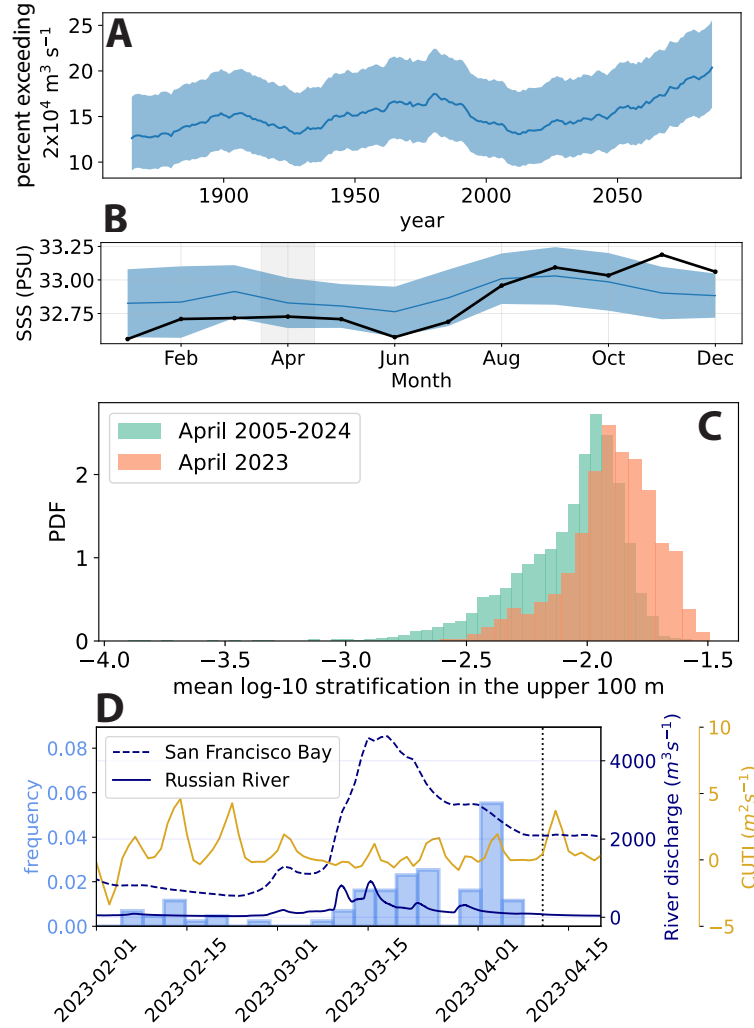 A
percent exceeding
2x10⁴ m³ s⁻¹
25
20
15
10
1900
1950
2000
2050
year
B
SSS (PSU)
33.25
33.00
32.75
Feb
Apr
Jun
Aug
Oct
Dec
Month
C
April 2005-2024
April 2023
PDF
2
1
0
−4.0
−3.5
−3.0
−2.5
−2.0
−1.5
mean log-10 stratification in the upper 100 m
D
San Francisco Bay
Russian River
frequency
0.08
0.06
0.04
0.02
0.00
4000
2000
0
River discharge (m³s⁻¹)
10
5
0
−5
CUTI (m²s⁻¹)
2023-02-01
2023-02-15
2023-03-01
2023-03-15
2023-04-01
2023-04-15